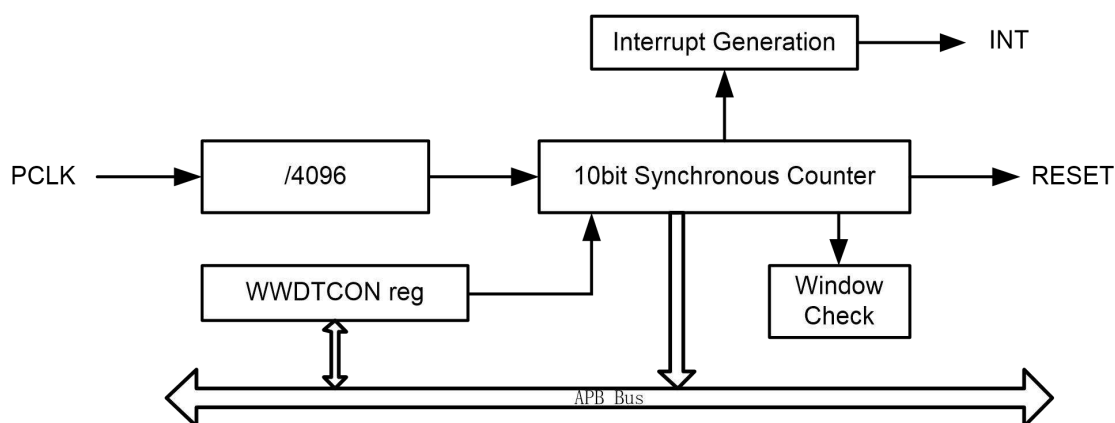 Interrupt Generation
INT
PCLK
/4096
10bit Synchronous Counter
RESET
WWDTCON reg
Window
Check
APB Bus